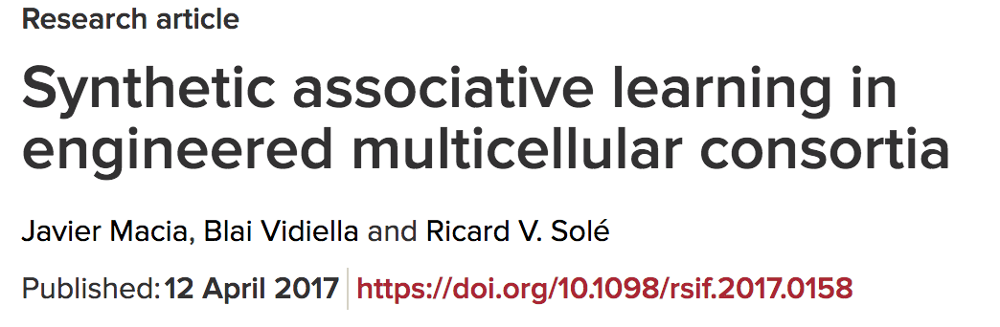 Research article
Synthetic associative learning in
engineered multicellular consortia
Javier Macia, Blai Vidiella and Ricard V. Solé
Published: 12 April 2017 https://doi.org/10.1098/rsif.2017.0158